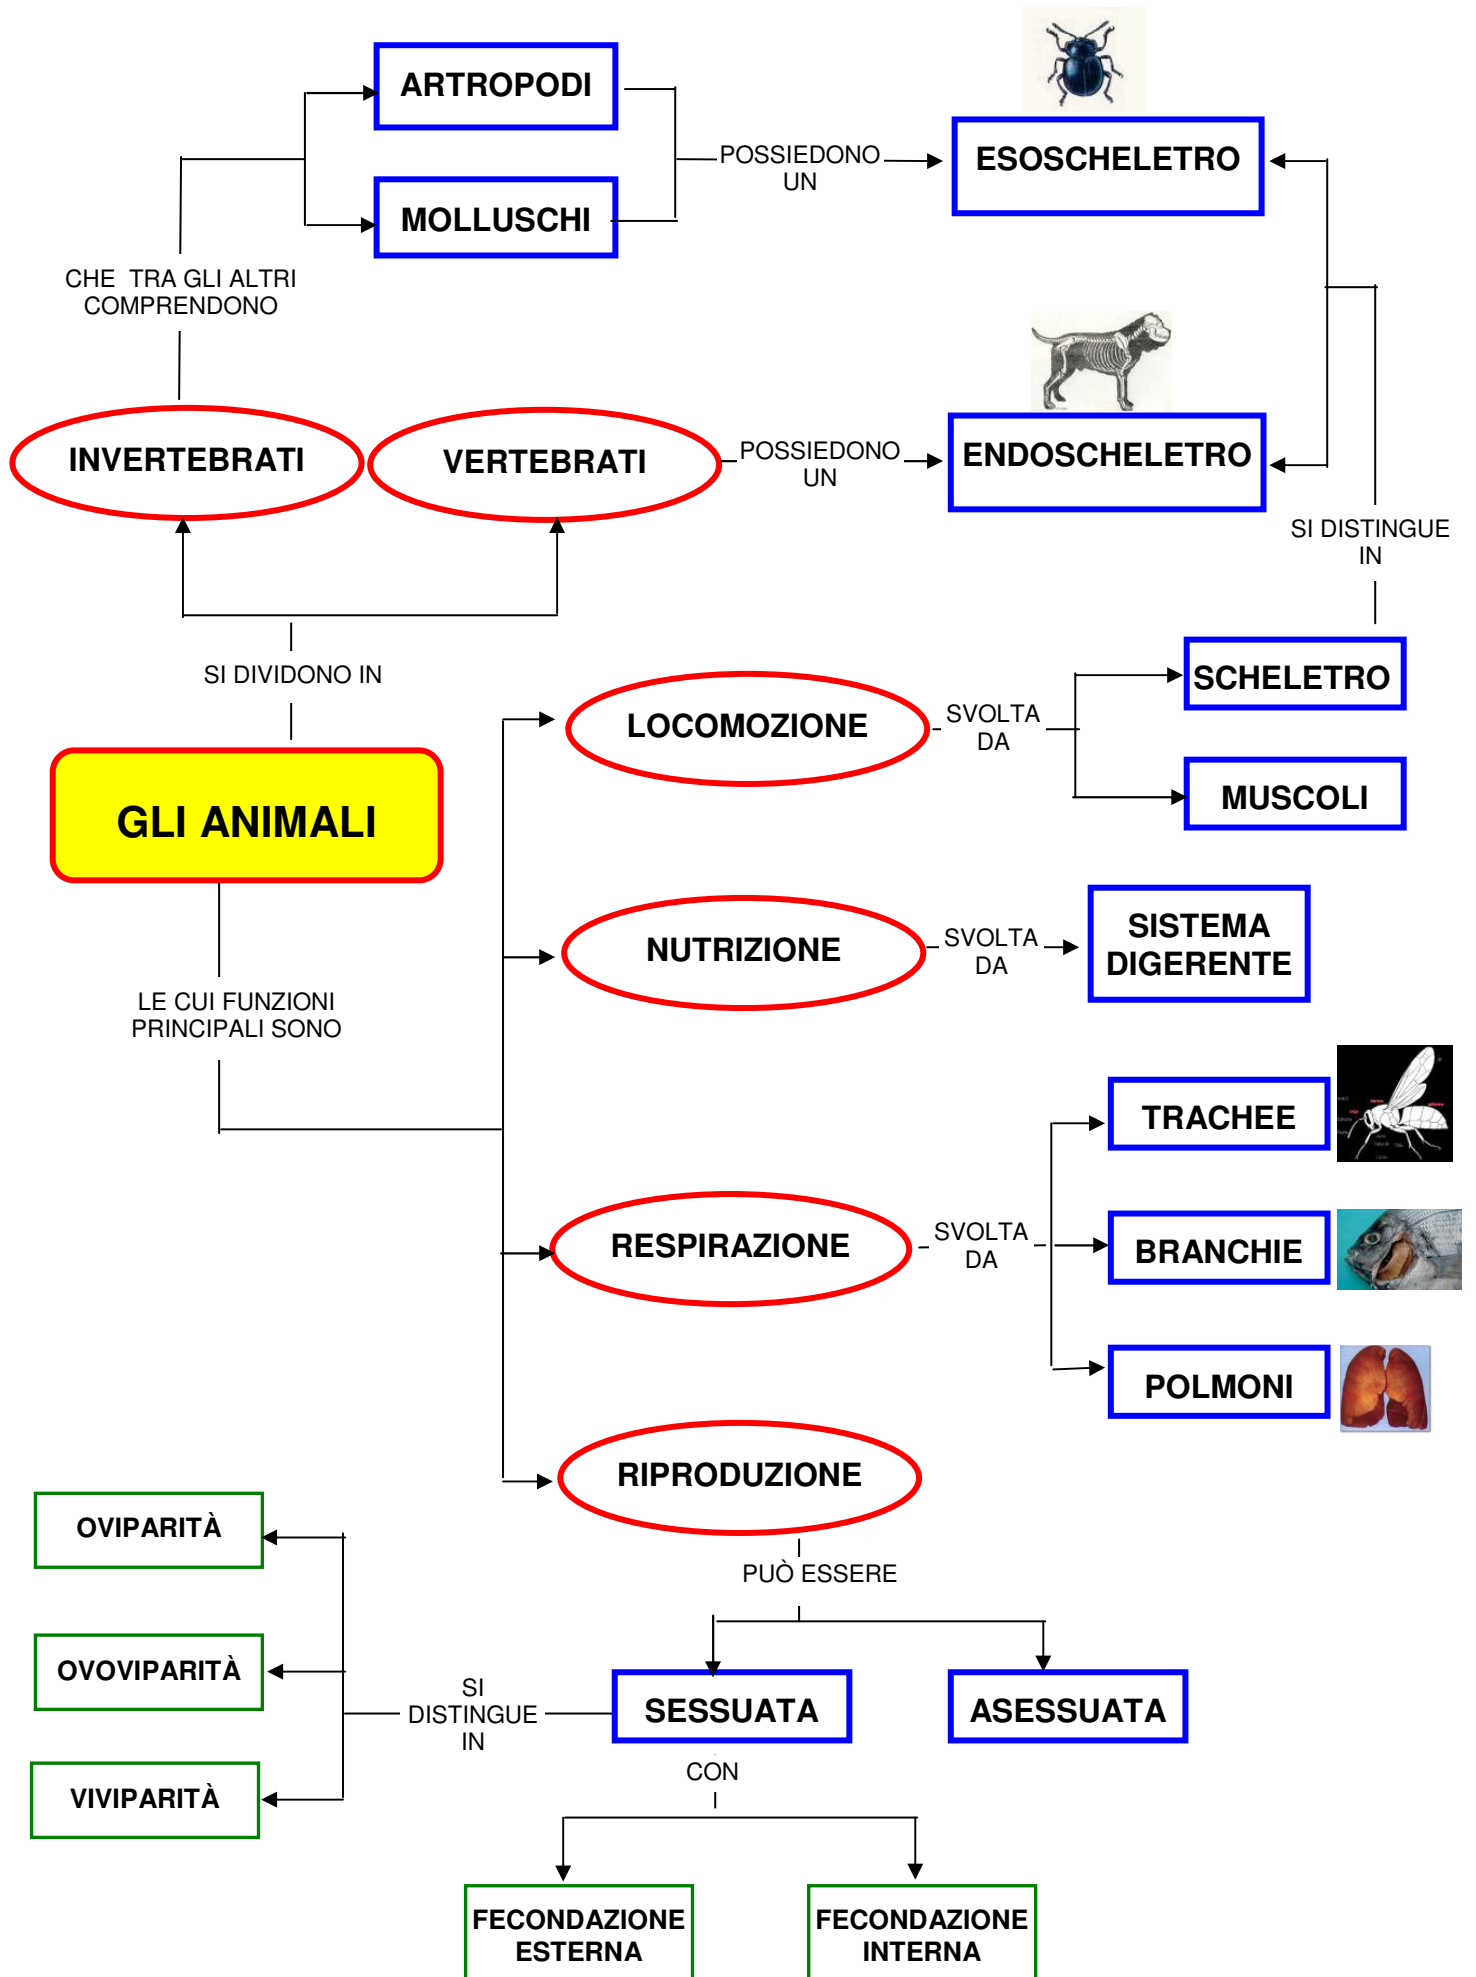 ARTROPODI
POSSIEDONO
UN
ESOSCHELETRO
MOLLUSCHI
CHE TRA GLI ALTRI
COMPRENDONO
INVERTEBRATI
VERTEBRATI
POSSIEDONO
UN
ENDOSCHELETRO
SI DISTINGUE
IN
SI DIVIDONO IN
GLI ANIMALI
LOCOMOZIONE
SVOLTA
DA
SCHELETRO
MUSCOLI
LE CUI FUNZIONI
PRINCIPALI SONO
NUTRIZIONE
SVOLTA
DA
SISTEMA
DIGERENTE
RESPIRAZIONE
SVOLTA
DA
TRACHEE
BRANCHIE
POLMONI
RIPRODUZIONE
PUÒ ESSERE
SESSUATA
ASESSUATA
SI
DISTINGUE
IN
OVIPARITÀ
OVOVIPARITÀ
VIVIPARITÀ
CON
FECONDAZIONE
ESTERNA
FECONDAZIONE
INTERNA